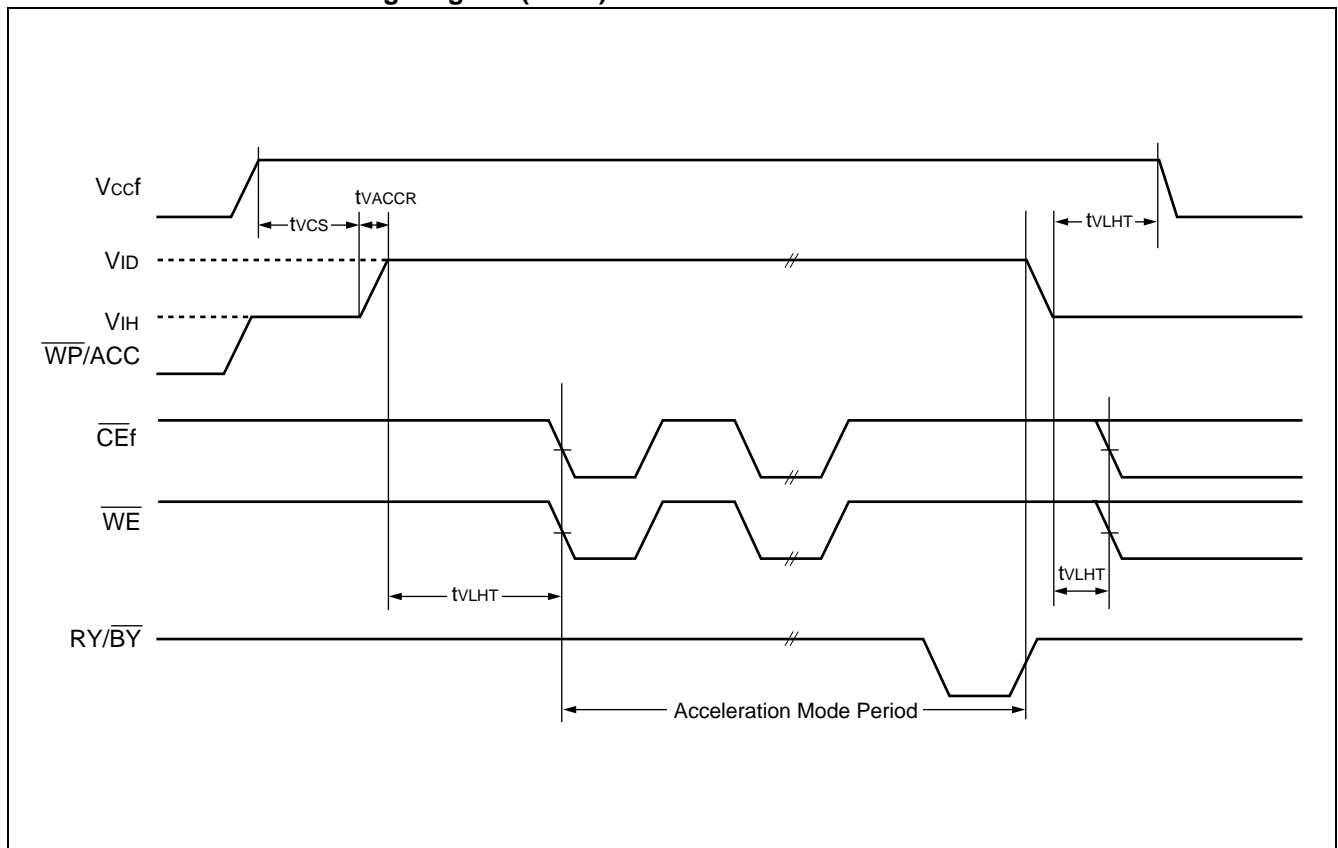 Vccf
tVACCR
tVCS
tVLHT
VID
VIH
WP/ACC
CEf
WE
tVLHT
tVLHT
RY/BY
Acceleration Mode Period